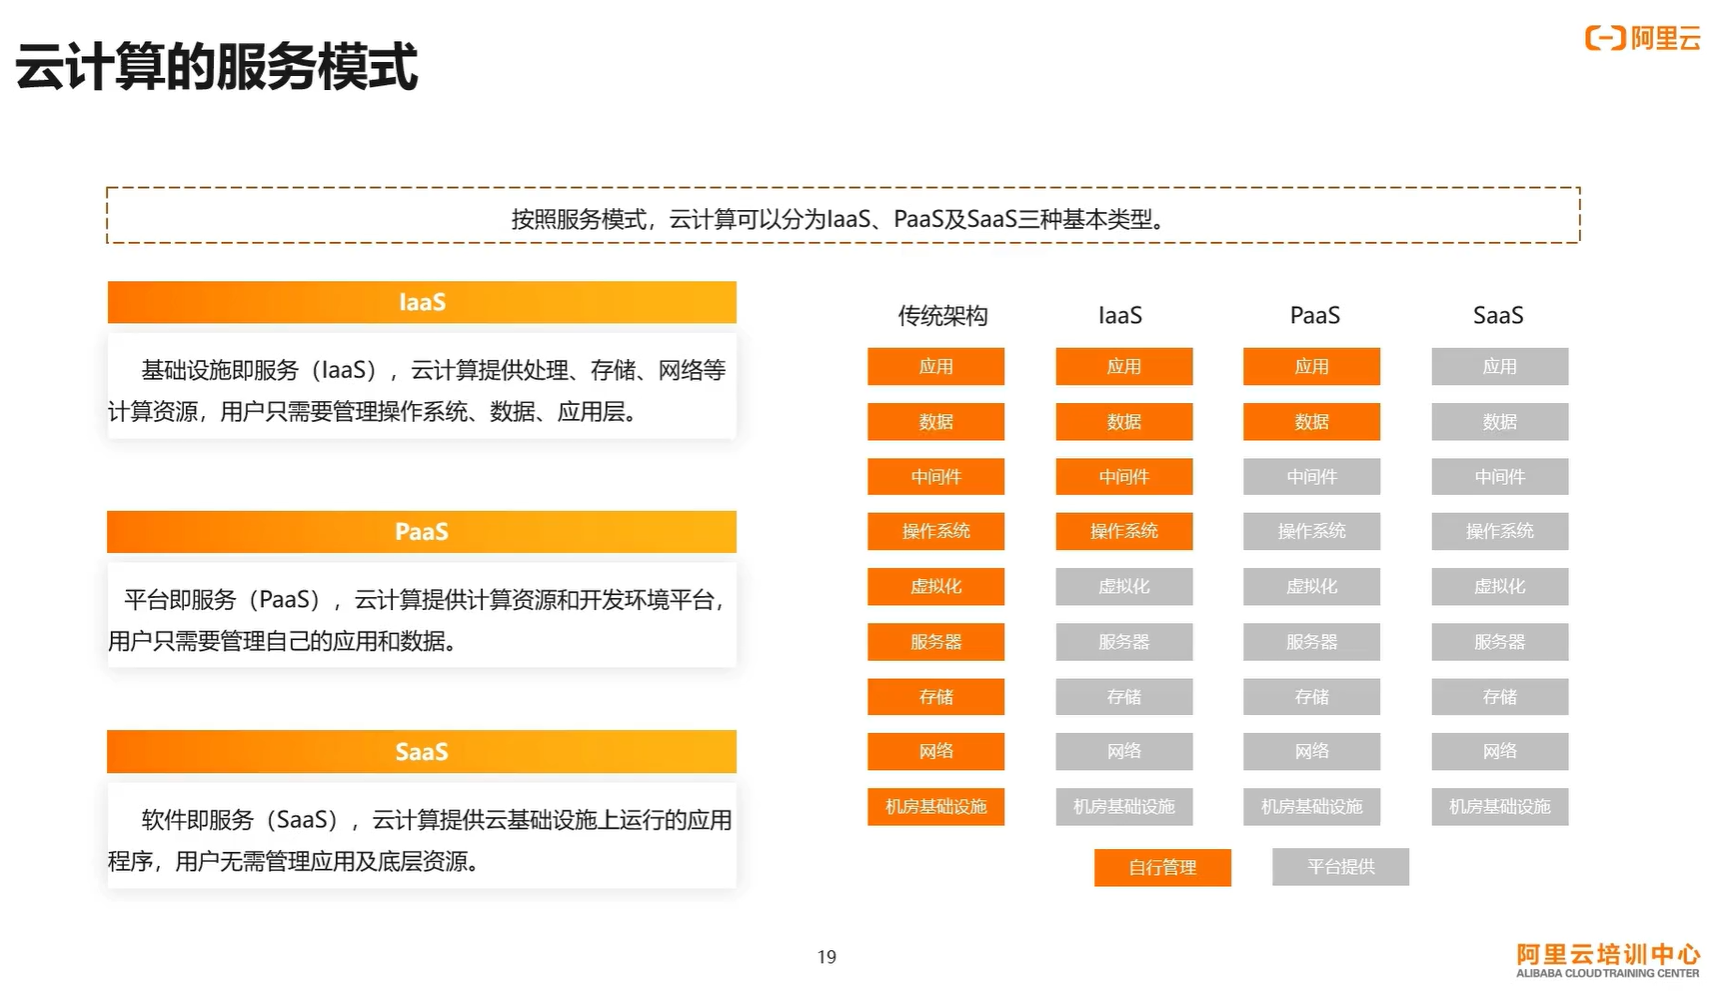 云计算的服务模式
阿里云
按照服务模式，云计算可以分为IaaS、PaaS及SaaS三种基本类型。
IaaS
基础设施即服务（IaaS），云计算提供处理、存储、网络等
计算资源，用户只需要管理操作系统、数据、应用层。
PaaS
平台即服务（PaaS），云计算提供计算资源和开发环境平台，
用户只需要管理自己的应用和数据。
SaaS
软件即服务（SaaS），云计算提供云基础设施上运行的应用
程序，用户无需管理应用及底层资源。
传统架构 IaaS PaaS SaaS
应用 应用 应用 应用
数据 数据 数据 数据
中间件 中间件 中间件 中间件
操作系统 操作系统 操作系统 操作系统
虚拟化 虚拟化 虚拟化 虚拟化
服务器 服务器 服务器 服务器
存储 存储 存储 存储
网络 网络 网络 网络
机房基础设施 机房基础设施 机房基础设施 机房基础设施
自行管理 平台提供
19
阿里云培训中心
ALIBABA CLOUD TRAINING CENTER